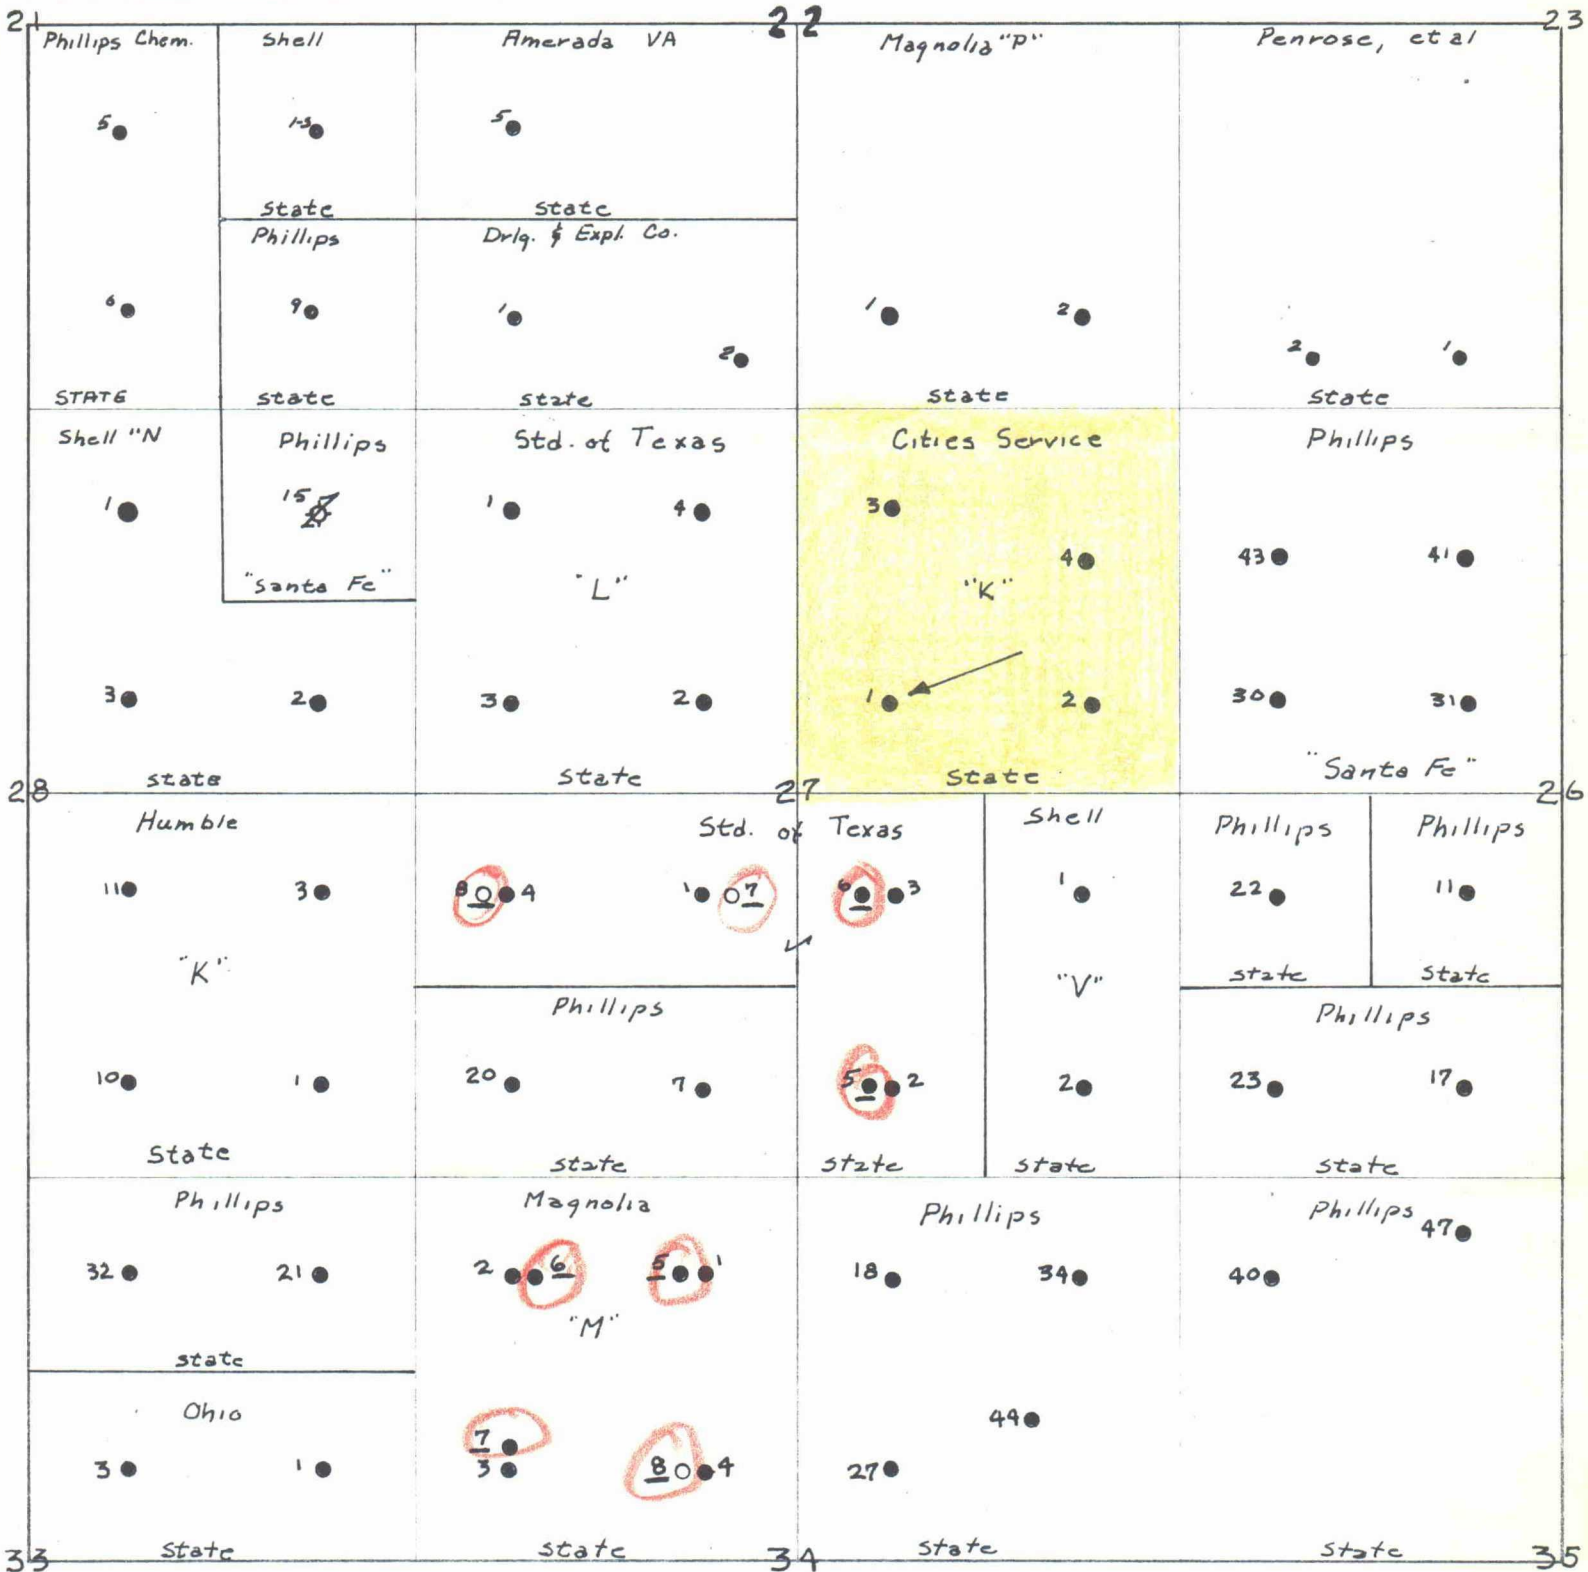 21 22 23
Phillips Chem. Shell Amerada VA Magnolia "P" Penrose, et al
5 1-S 5
State State
Phillips Drlg. & Expl. Co.
6 9 1 1 2
2 2 1
STATE State State State State
Shell "N Phillips Std. of Texas Cities Service Phillips
1 15 1 4 3
4 43 41
"Santa Fe" "L" "K"
3 2 3 2 1 2 30 31
State State State "Santa Fe"
28 27 26
Humble Std. of Texas Shell Phillips Phillips
11 3 8 4 1 7 6 3 1 22 11
"K" "V" State State
Phillips Phillips
10 1 20 7 5 2 2 23 17
State State State State State
Phillips Magnolia Phillips Phillips 47
32 21 2 6 5 1 18 34 40
"M"
State
Ohio 44
7
3 1 3 8 4 27
State State State State
33 34 35